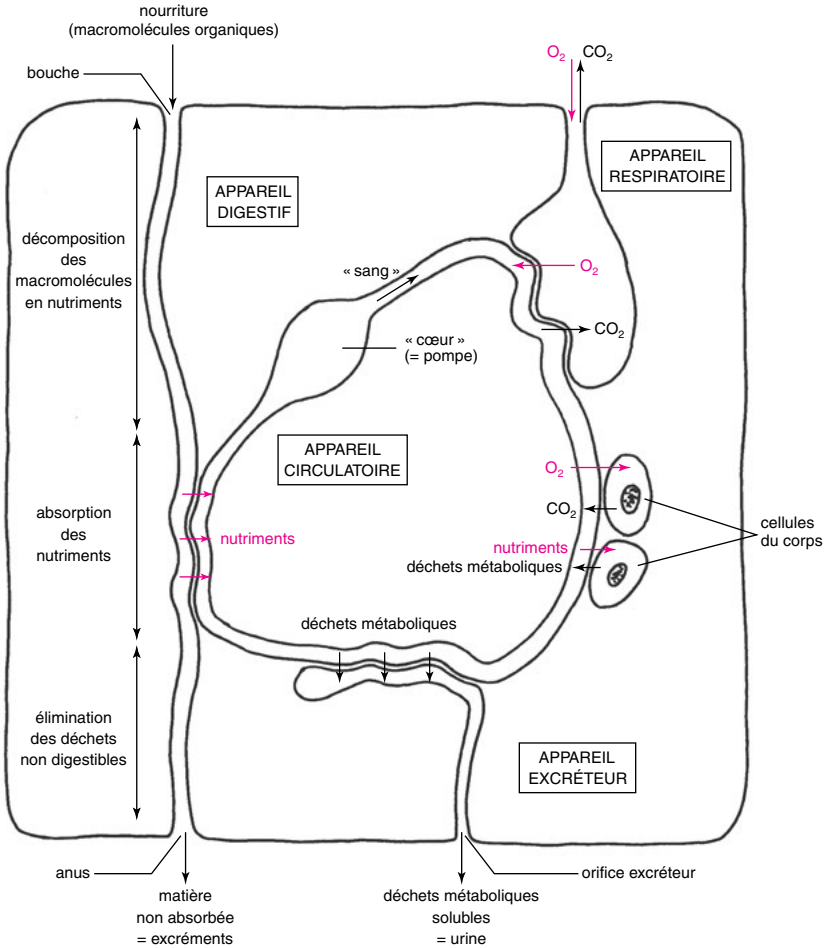 nourriture
(macromolécules organiques)
bouche
O₂
CO₂
APPAREIL
RESPIRATOIRE
APPAREIL
DIGESTIF
décomposition
des
macromolécules
en nutriments
« sang »
O₂
CO₂
« cœur »
(= pompe)
APPAREIL
CIRCULATOIRE
O₂
CO₂
absorption
des
nutriments
nutriments
nutriments
déchets métaboliques
cellules
du corps
déchets métaboliques
élimination
des déchets
non digestibles
APPAREIL
EXCRÉTEUR
anus
orifice excréteur
matière
non absorbée
= excréments
déchets métaboliques
solubles
= urine